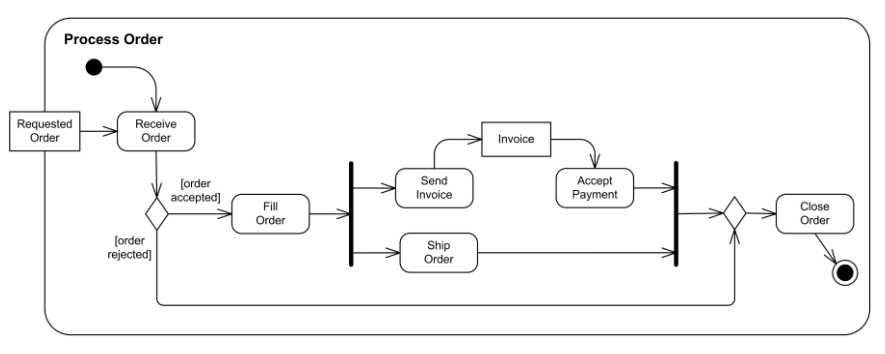 Process Order
Requested
Order
Receive
Order
[order
accepted]
[order
rejected]
Fill
Order
Send
Invoice
Invoice
Accept
Payment
Ship
Order
Close
Order